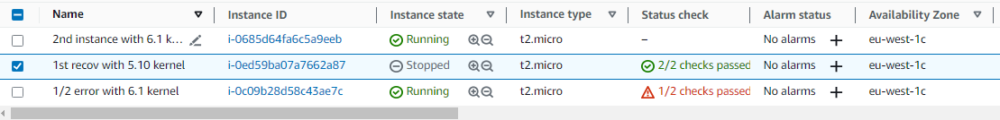 Name Instance ID Instance state Instance type Status check Alarm status Availability Zone
2nd instance with 6.1 k... i-0685d64fa6c5a9eeb Running t2.micro – No alarms + eu-west-1c
1st recov with 5.10 kernel i-0ed59ba07a7662a87 Stopped t2.micro 2/2 checks passed No alarms + eu-west-1c
1/2 error with 6.1 kernel i-0c09b28d58c43ae7c Running t2.micro 1/2 checks passed No alarms + eu-west-1c